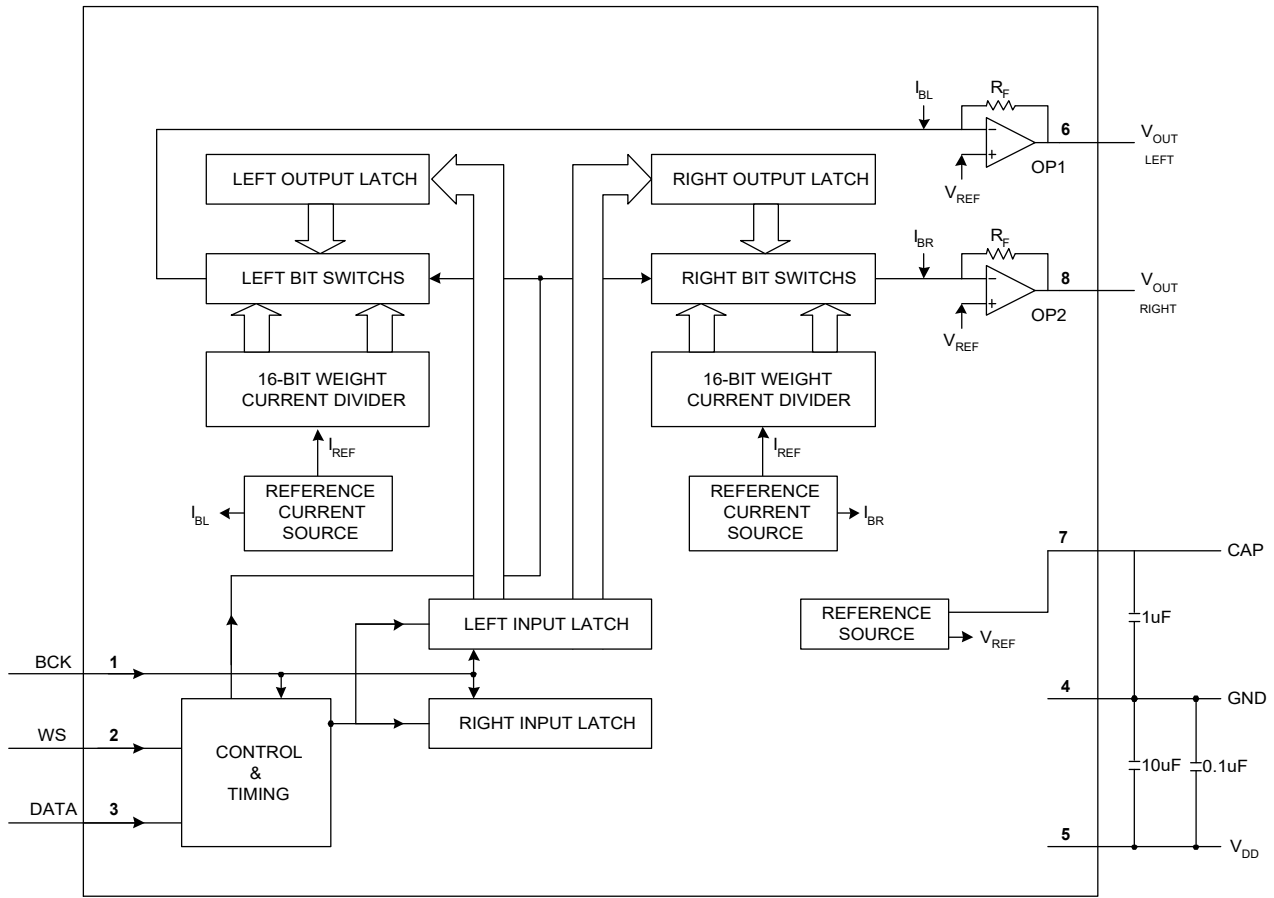 I_BL
R_F
6
V_OUT
LEFT
−
+
OP1
V_REF
LEFT OUTPUT LATCH
RIGHT OUTPUT LATCH
I_BR
R_F
8
V_OUT
RIGHT
−
+
OP2
V_REF
LEFT BIT SWITCHS
RIGHT BIT SWITCHS
16-BIT WEIGHT
CURRENT DIVIDER
16-BIT WEIGHT
CURRENT DIVIDER
I_REF
I_REF
REFERENCE
CURRENT
SOURCE
I_BL
REFERENCE
CURRENT
SOURCE
I_BR
7
CAP
REFERENCE
SOURCE
V_REF
1uF
LEFT INPUT LATCH
BCK
1
4
GND
RIGHT INPUT LATCH
WS
2
CONTROL
&
TIMING
10uF
0.1uF
DATA
3
5
V_DD